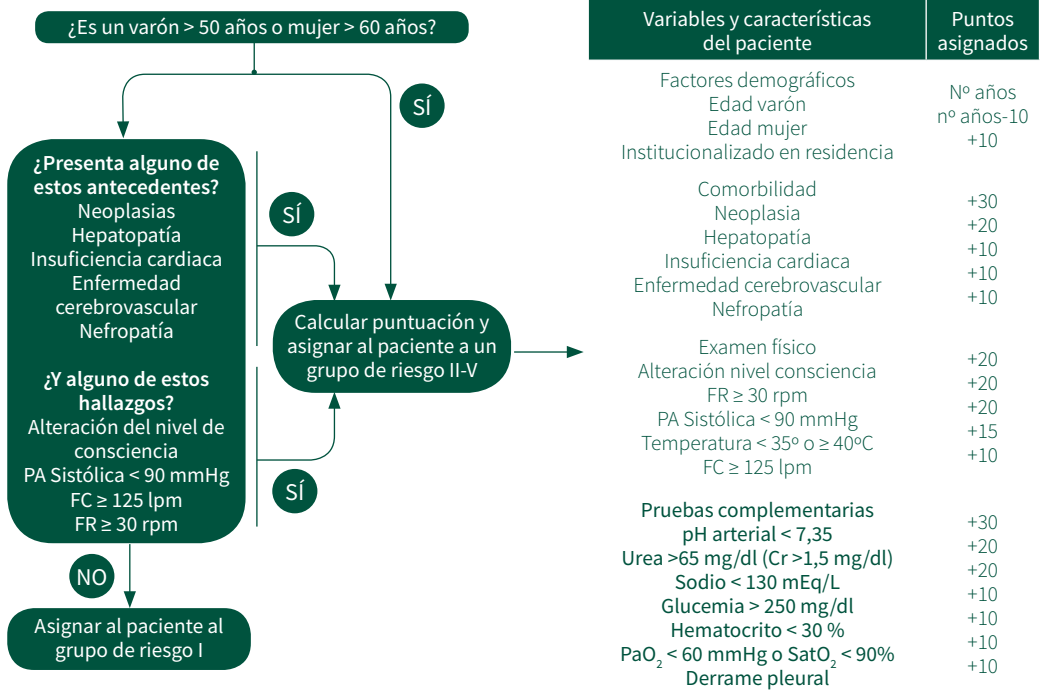 ¿Es un varón > 50 años o mujer > 60 años?
SÍ
¿Presenta alguno de
estos antecedentes?
Neoplasias
Hepatopatía
Insuficiencia cardiaca
Enfermedad
cerebrovascular
Nefropatía
¿Y alguno de estos
hallazgos?
Alteración del nivel de
consciencia
PA Sistólica < 90 mmHg
FC ≥ 125 lpm
FR ≥ 30 rpm
SÍ
SÍ
NO
Asignar al paciente al
grupo de riesgo I
Calcular puntuación y
asignar al paciente a un
grupo de riesgo II-V
Variables y características
del paciente
Puntos
asignados
Factores demográficos
Edad varón
Edad mujer
Institucionalizado en residencia
Nº años
nº años-10
+10
Comorbilidad
Neoplasia
Hepatopatía
Insuficiencia cardiaca
Enfermedad cerebrovascular
Nefropatía
+30
+20
+10
+10
+10
Examen físico
Alteración nivel consciencia
FR ≥ 30 rpm
PA Sistólica < 90 mmHg
Temperatura < 35º o ≥ 40ºC
FC ≥ 125 lpm
+20
+20
+20
+15
+10
Pruebas complementarias
pH arterial < 7,35
Urea >65 mg/dl (Cr >1,5 mg/dl)
Sodio < 130 mEq/L
Glucemia > 250 mg/dl
Hematocrito < 30 %
PaO₂ < 60 mmHg o SatO₂ < 90%
Derrame pleural
+30
+20
+20
+10
+10
+10
+10